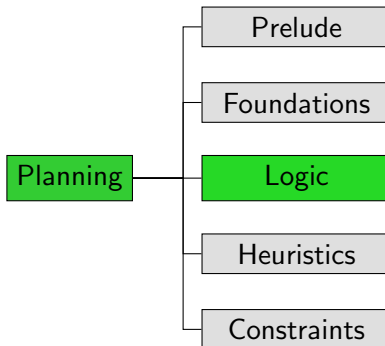 Prelude
Foundations
Planning
Logic
Heuristics
Constraints